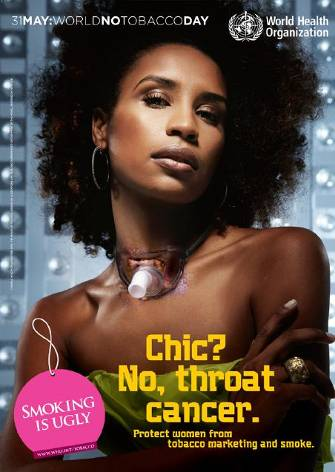 31MAY:WORLDNOTOBACCODAY
World Health
Organization
Chic?
No, throat
cancer.
SMOKING
IS UGLY
Protect women from
tobacco marketing and smoke.